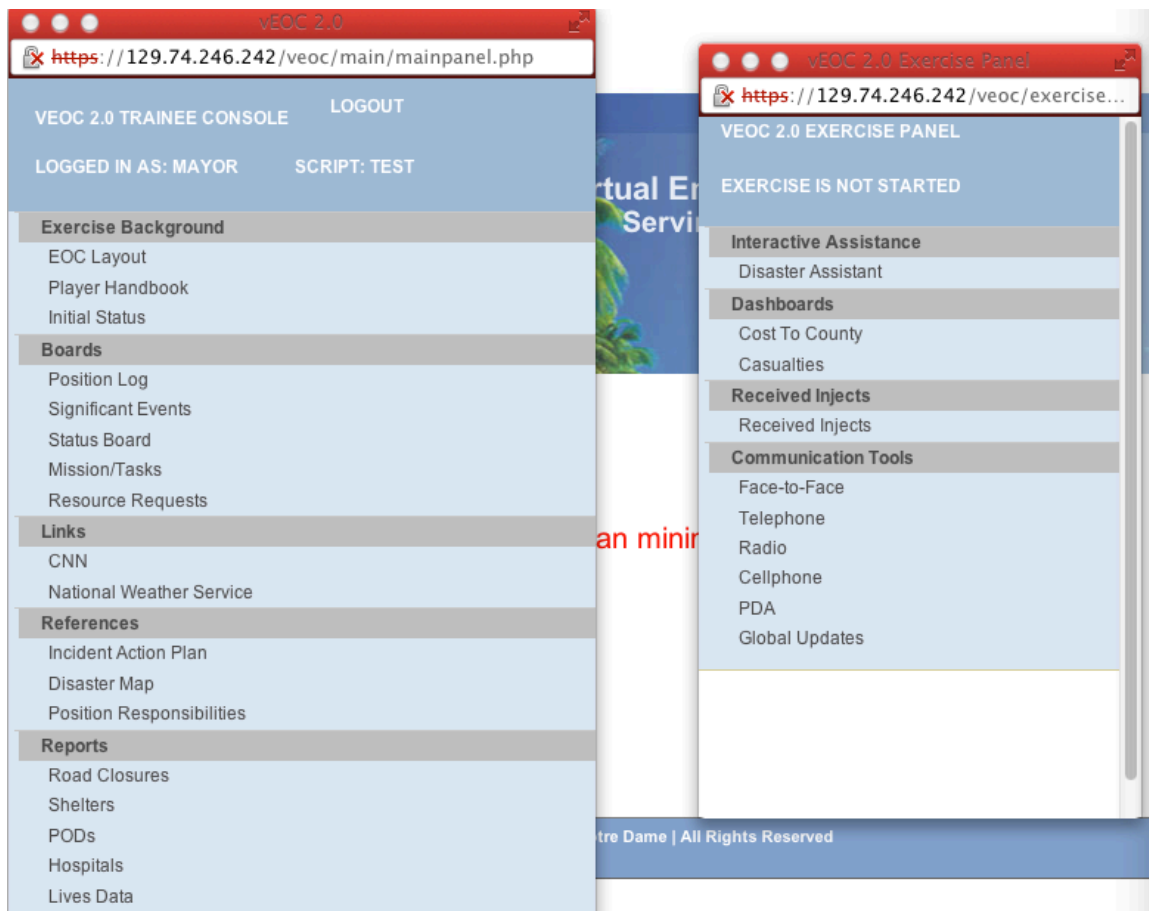 vEOC 2.0
https://129.74.246.242/veoc/main/mainpanel.php
VEOC 2.0 TRAINEE CONSOLE LOGOUT
LOGGED IN AS: MAYOR SCRIPT: TEST
Exercise Background
EOC Layout
Player Handbook
Initial Status
Boards
Position Log
Significant Events
Status Board
Mission/Tasks
Resource Requests
Links
CNN
National Weather Service
References
Incident Action Plan
Disaster Map
Position Responsibilities
Reports
Road Closures
Shelters
PODs
Hospitals
Lives Data
rtual Er
Servi
an minir
tre Dame | All Rights Reserved
vEOC 2.0 Exercise Panel
https://129.74.246.242/veoc/exercise...
VEOC 2.0 EXERCISE PANEL
EXERCISE IS NOT STARTED
Interactive Assistance
Disaster Assistant
Dashboards
Cost To County
Casualties
Received Injects
Received Injects
Communication Tools
Face-to-Face
Telephone
Radio
Cellphone
PDA
Global Updates